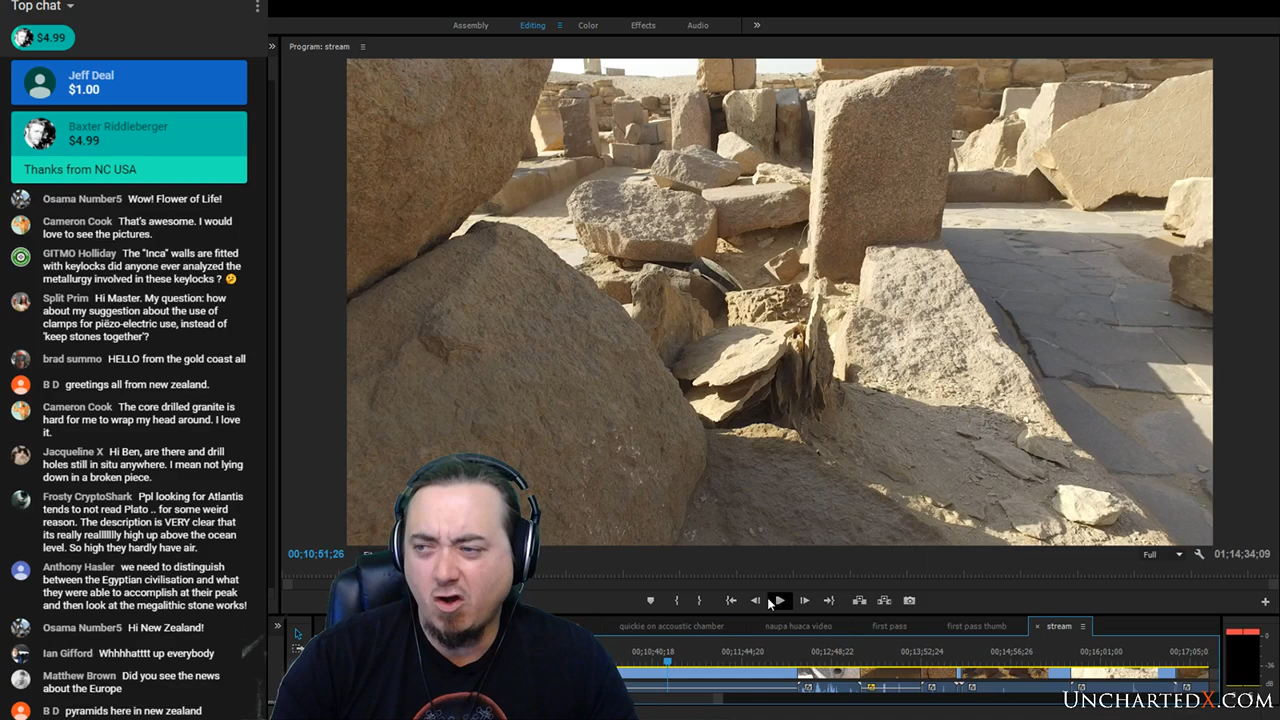 Top chat
$4.99
Jeff Deal
$1.00
Baxter Riddleberger
$4.99
Thanks from NC USA
Osama Number5 Wow! Flower of Life!
Cameron Cook That's awesome. I would
love to see the pictures.
GITMO Holliday The "Inca" walls are fitted
with keylocks did anyone ever analyzed the
metallurgy involved in these keylocks ? 🤔
Split Prim Hi Master. My question: how
about my suggestion about the use of
clamps for piëzo-electric use, instead of
'keep stones together'?
brad summo HELLO from the gold coast all
B D greetings all from new zealand.
Cameron Cook The core drilled granite is
hard for me to wrap my head around. I love
it.
Jacqueline X Hi Ben, are there and drill
holes still in situ anywhere. I mean not lying
down in a broken piece.
Frosty CryptoShark Ppl looking for Atlantis
tends to not read Plato .. for some weird
reason. The description is VERY clear that
its really realllllllly high up above the ocean
level. So high they hardly have air.
Anthony Hasler we need to distinguish
between the Egyptian civilisation and what
they were able to accomplish at their peak
and then look at the megalithic stone works!
Osama Number5 Hi New Zealand!
Ian Gifford Whhhhatttt up everybody
Matthew Brown Did you see the news
about the Europe
B D pyramids here in new zealand
Assembly Editing Color Effects Audio
Program: stream
00;10;51;26 Full 01;14;34;09
quickie on accoustic chamber naupa huaca video first pass first pass thumb stream
00;10;40;18 00;11;44;20 00;12;48;22 00;13;52;24 00;14;56;26 00;16;01;00 00;17;05;0
-36
UNCHARTEDX.COM